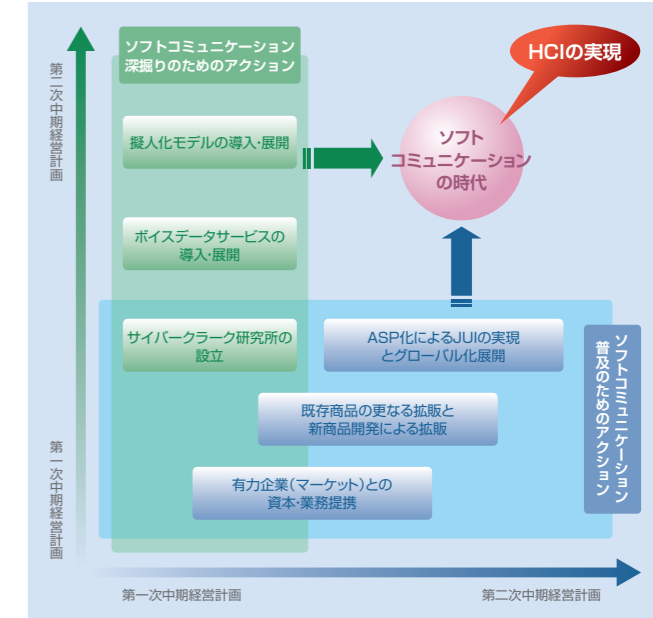 ソフトコミュニケーション
深掘りのためのアクション
HCIの実現
第二次中期経営計画
擬人化モデルの導入・展開
ソフト
コミュニケーション
の時代
ボイスデータサービスの
導入・展開
サイバークラーク研究所の
設立
ASP化によるJUIの実現
とグローバル化展開
ソフトコミュニケーション
普及のためのアクション
既存商品の更なる拡販と
新商品開発による拡販
第一次中期経営計画
有力企業(マーケット)との
資本・業務提携
第一次中期経営計画
第二次中期経営計画